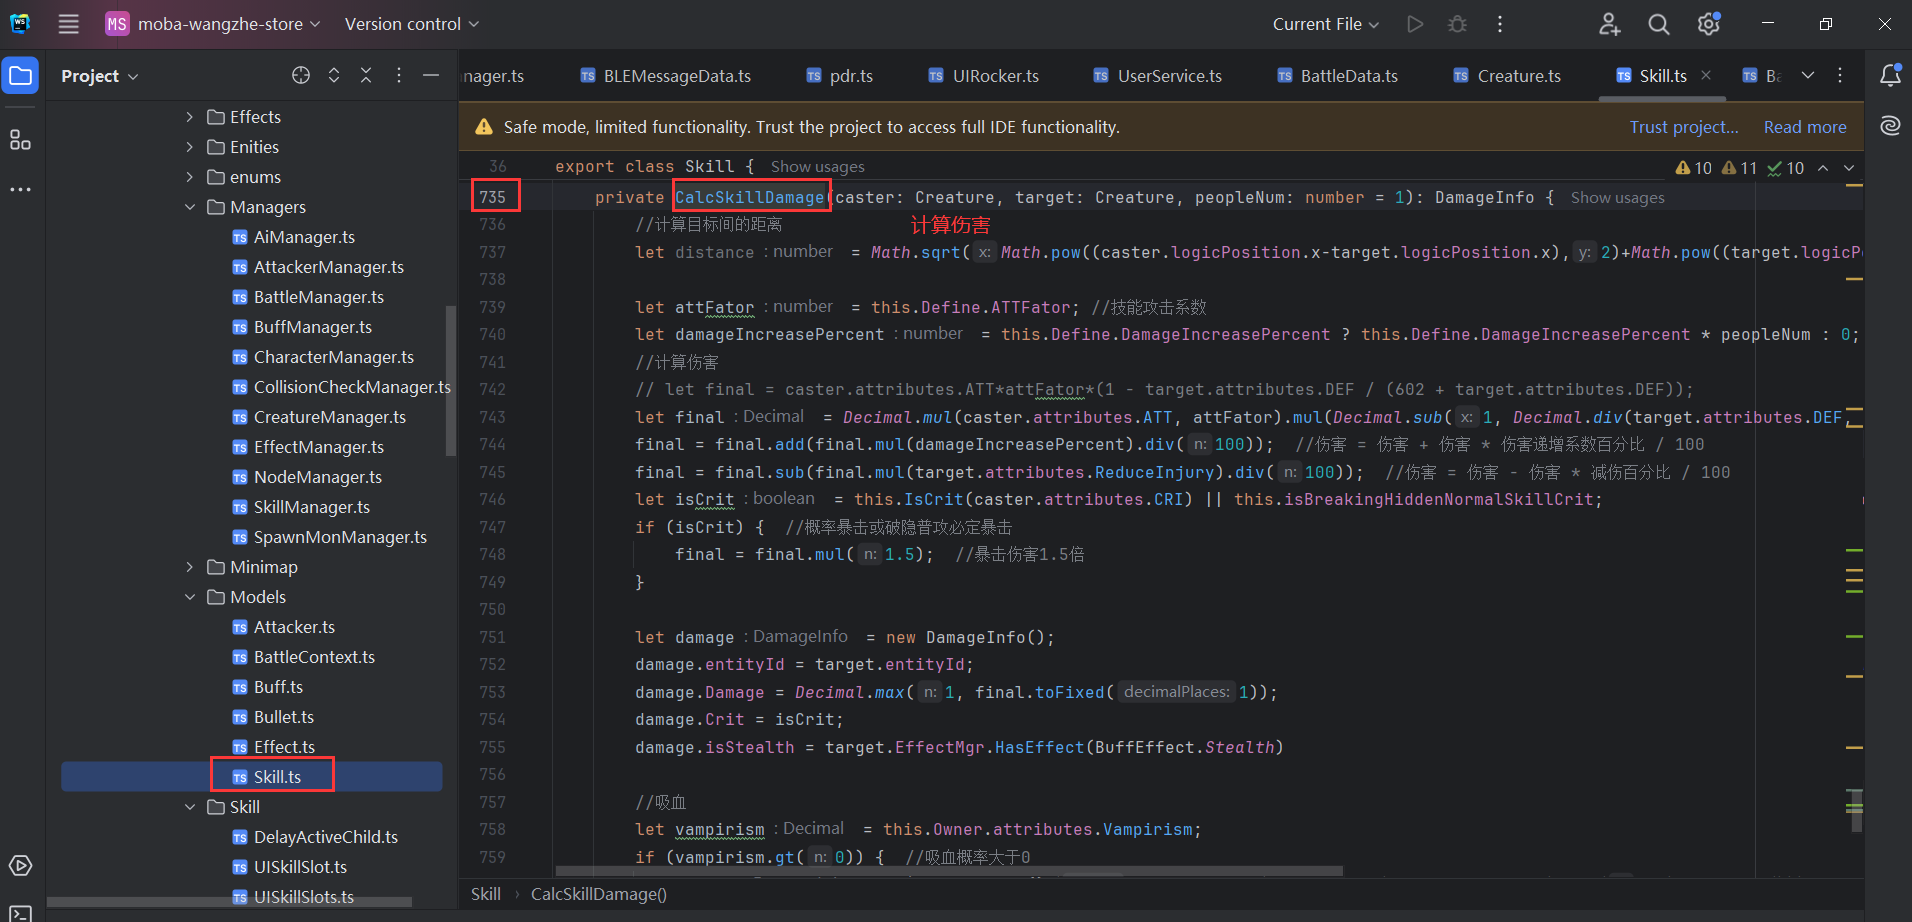 MS moba-wangzhe-store Version control Current File
Project
nager.ts BLEMessageData.ts pdr.ts UIRocker.ts UserService.ts BattleData.ts Creature.ts Skill.ts
Safe mode, limited functionality. Trust the project to access full IDE functionality. Trust project... Read more
Effects
Enities
enums
Managers
AiManager.ts
AttackerManager.ts
BattleManager.ts
BuffManager.ts
CharacterManager.ts
CollisionCheckManager.ts
CreatureManager.ts
EffectManager.ts
NodeManager.ts
SkillManager.ts
SpawnMonManager.ts
Minimap
Models
Attacker.ts
BattleContext.ts
Buff.ts
Bullet.ts
Effect.ts
Skill.ts
Skill
DelayActiveChild.ts
UISkillSlot.ts
UISkillSlots.ts
36 export class Skill { Show usages
10 11 10
735 private CalcSkillDamage(caster: Creature, target: Creature, peopleNum: number = 1): DamageInfo { Show usages
736 //计算目标间的距离
计算伤害
737 let distance : number = Math.sqrt( x: Math.pow((caster.logicPosition.x-target.logicPosition.x), y: 2)+Math.pow((target.logicP
738
739 let attFator : number = this.Define.ATTFator; //技能攻击系数
740 let damageIncreasePercent : number = this.Define.DamageIncreasePercent ? this.Define.DamageIncreasePercent * peopleNum : 0;
741 //计算伤害
742 // let final = caster.attributes.ATT*attFator*(1 - target.attributes.DEF / (602 + target.attributes.DEF));
743 let final : Decimal = Decimal.mul(caster.attributes.ATT, attFator).mul(Decimal.sub( x: 1, Decimal.div(target.attributes.DEF,
744 final = final.add(final.mul(damageIncreasePercent).div( n: 100)); //伤害 = 伤害 + 伤害 * 伤害递增系数百分比 / 100
745 final = final.sub(final.mul(target.attributes.ReduceInjury).div( n: 100)); //伤害 = 伤害 - 伤害 * 减伤百分比 / 100
746 let isCrit : boolean = this.IsCrit(caster.attributes.CRI) || this.isBreakingHiddenNormalSkillCrit;
747 if (isCrit) { //概率暴击或破隐普攻必定暴击
748 final = final.mul( n: 1.5); //暴击伤害1.5倍
749 }
750
751 let damage : DamageInfo = new DamageInfo();
752 damage.entityId = target.entityId;
753 damage.Damage = Decimal.max( n: 1, final.toFixed( decimalPlaces: 1));
754 damage.Crit = isCrit;
755 damage.isStealth = target.EffectMgr.HasEffect(BuffEffect.Stealth)
756
757 //吸血
758 let vampirism : Decimal = this.Owner.attributes.Vampirism;
759 if (vampirism.gt( n: 0)) { //吸血概率大于0
Skill › CalcSkillDamage()